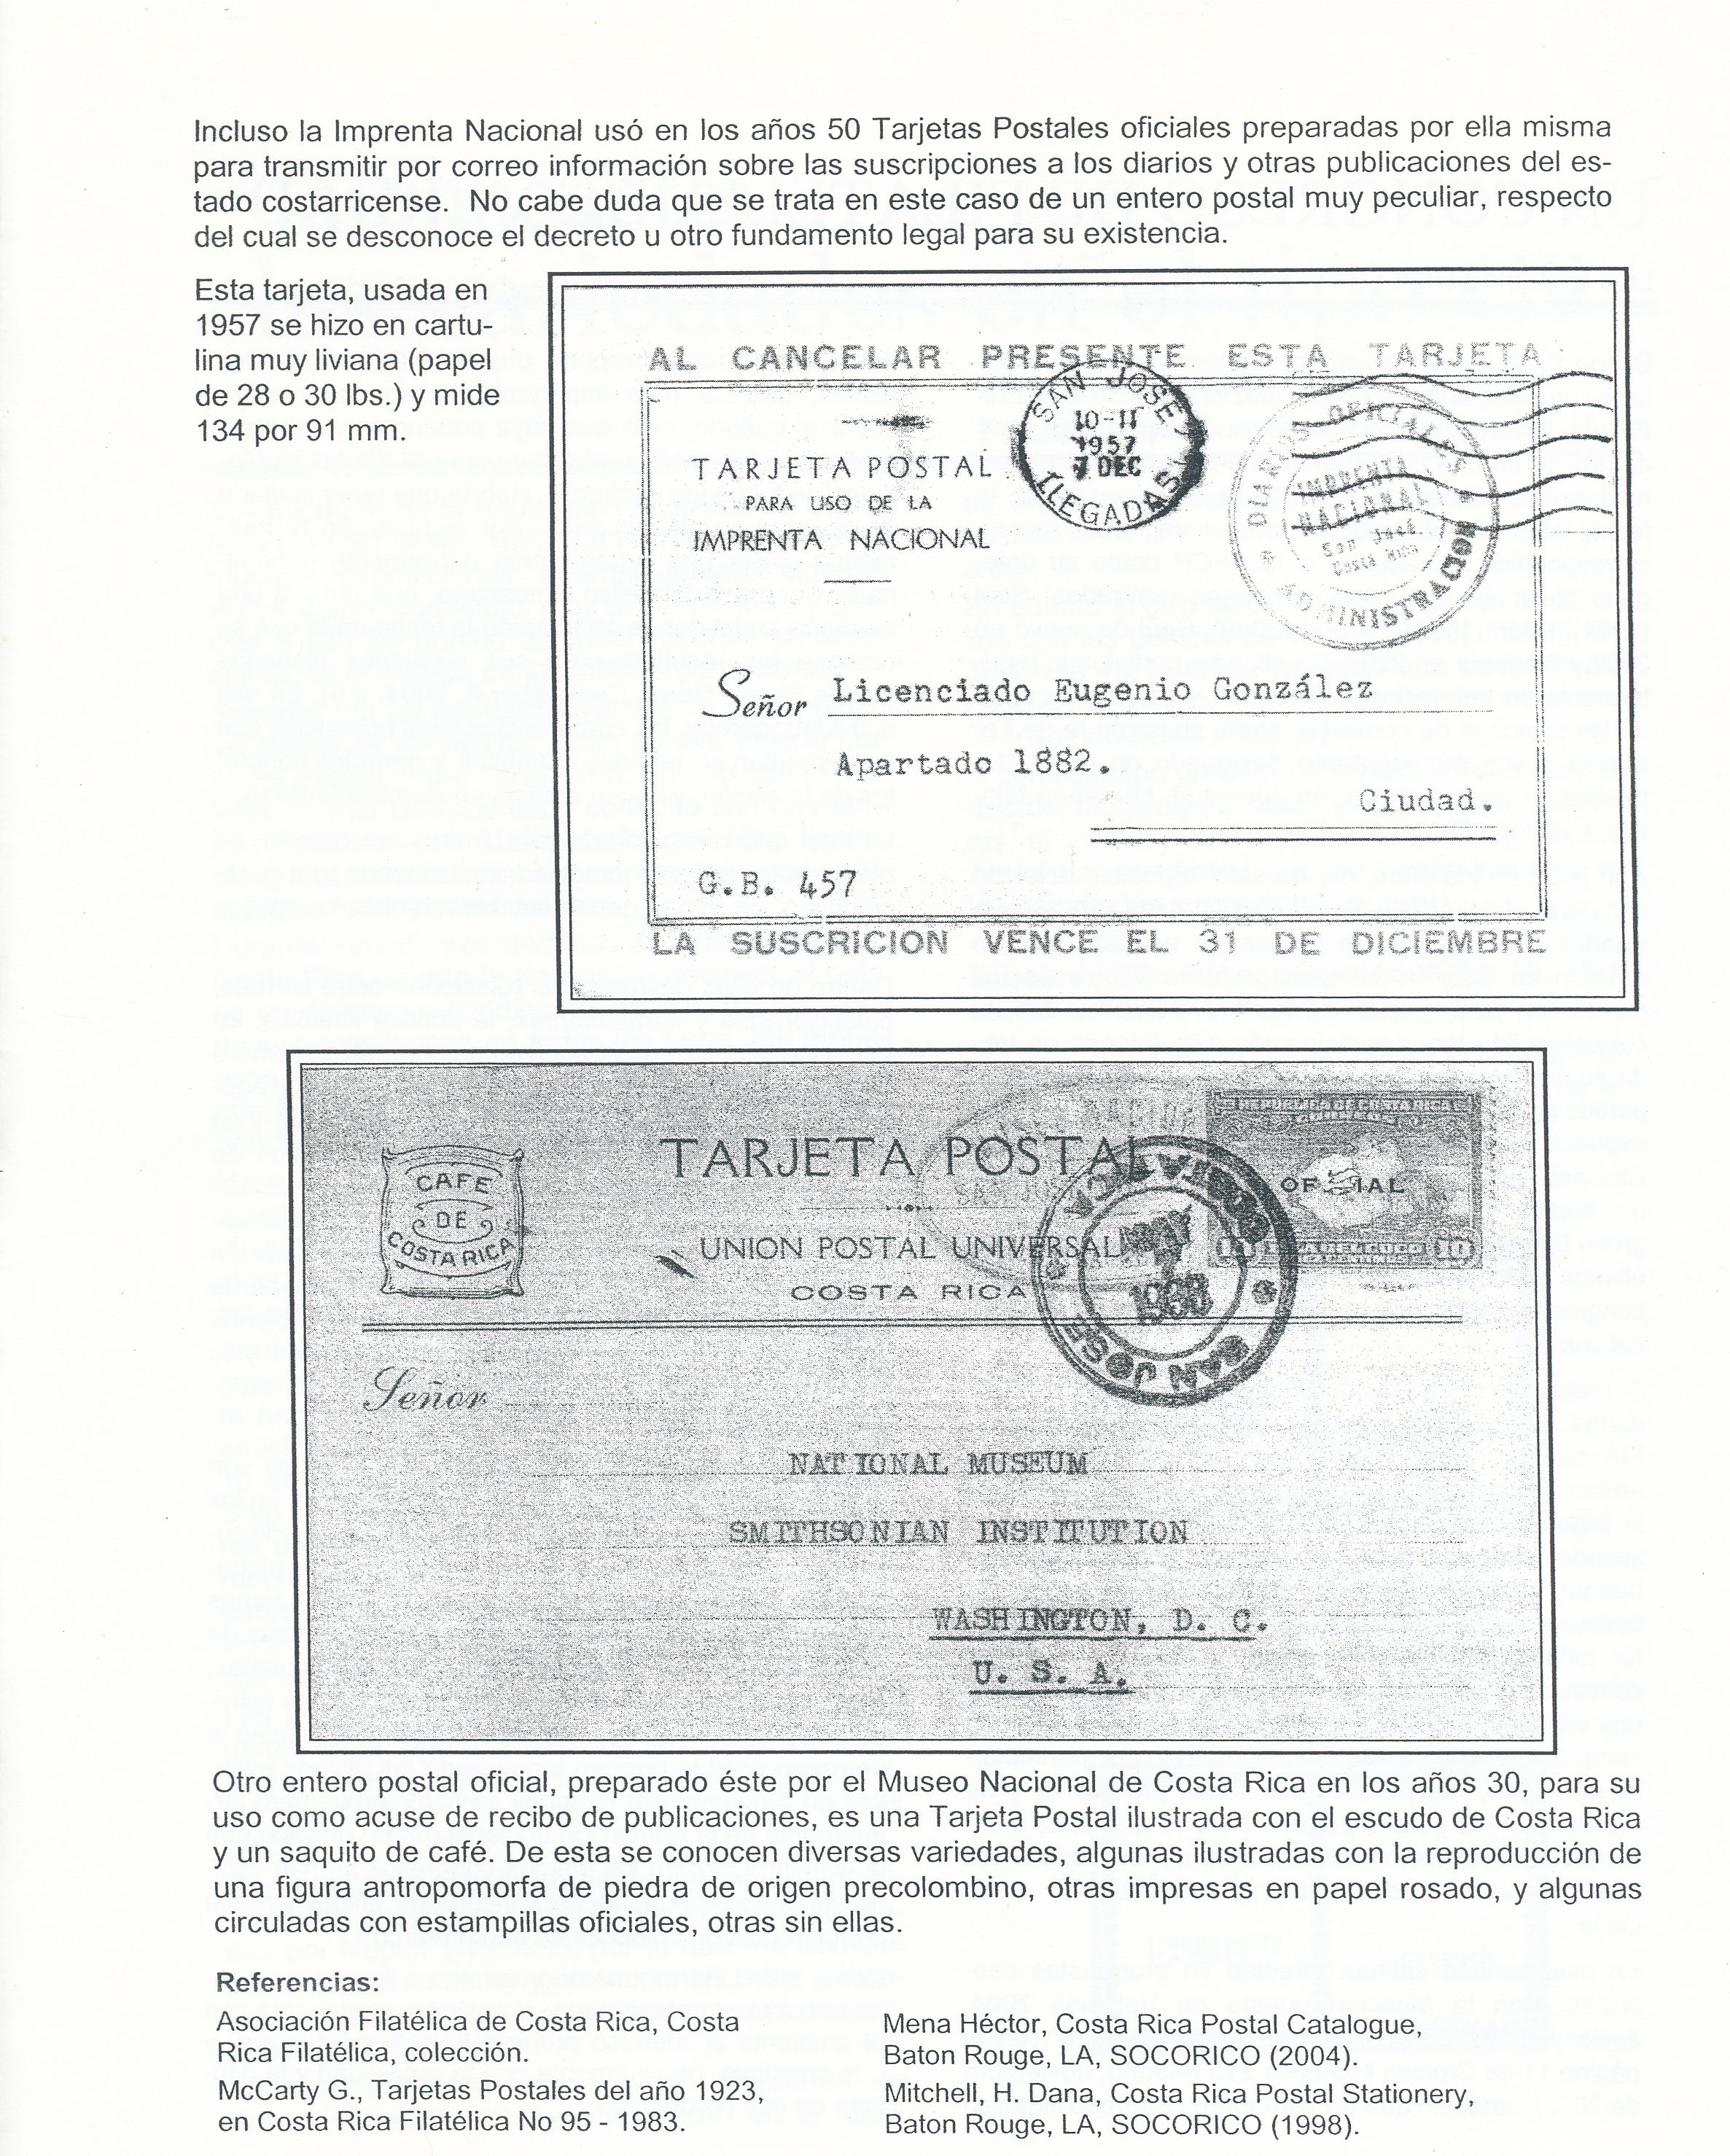 Incluso la Imprenta Nacional usó en los años 50 Tarjetas Postales oficiales preparadas por ella misma
para transmitir por correo información sobre las suscripciones a los diarios y otras publicaciones del es-
tado costarricense. No cabe duda que se trata en este caso de un entero postal muy peculiar, respecto
del cual se desconoce el decreto u otro fundamento legal para su existencia.
Esta tarjeta, usada en
1957 se hizo en cartu-
lina muy liviana (papel
de 28 o 30 lbs.) y mide
134 por 91 mm.
AL CANCELAR PRESENTE ESTA TARJETA
TARJETA POSTAL
PARA USO DE LA
IMPRENTA NACIONAL
SAN JOSE
10-11
1957
7 DEC
LLEGADAS
DIARIOS OFICIALES
IMPRENTA
NACIONAL
San José
Costa Rica
ADMINISTRACION
Señor Licenciado Eugenio González
Apartado 1882.
Ciudad.
G.B. 457
LA SUSCRICION VENCE EL 31 DE DICIEMBRE
CAFE
DE
COSTA RICA
TARJETA POSTAL
UNION POSTAL UNIVERSAL
COSTA RICA
REPUBLICA DE COSTA RICA
OFICIAL
ISLA DEL COCO
10
COSTA RICA
SAN JOSE
Señor
NATIONAL MUSEUM
SMITHSONIAN INSTITUTION
WASHINGTON, D. C.
U. S. A.
Otro entero postal oficial, preparado éste por el Museo Nacional de Costa Rica en los años 30, para su
uso como acuse de recibo de publicaciones, es una Tarjeta Postal ilustrada con el escudo de Costa Rica
y un saquito de café. De esta se conocen diversas variedades, algunas ilustradas con la reproducción de
una figura antropomorfa de piedra de origen precolombino, otras impresas en papel rosado, y algunas
circuladas con estampillas oficiales, otras sin ellas.
Referencias:
Asociación Filatélica de Costa Rica, Costa
Rica Filatélica, colección.
McCarty G., Tarjetas Postales del año 1923,
en Costa Rica Filatélica No 95 - 1983.
Mena Héctor, Costa Rica Postal Catalogue,
Baton Rouge, LA, SOCORICO (2004).
Mitchell, H. Dana, Costa Rica Postal Stationery,
Baton Rouge, LA, SOCORICO (1998).